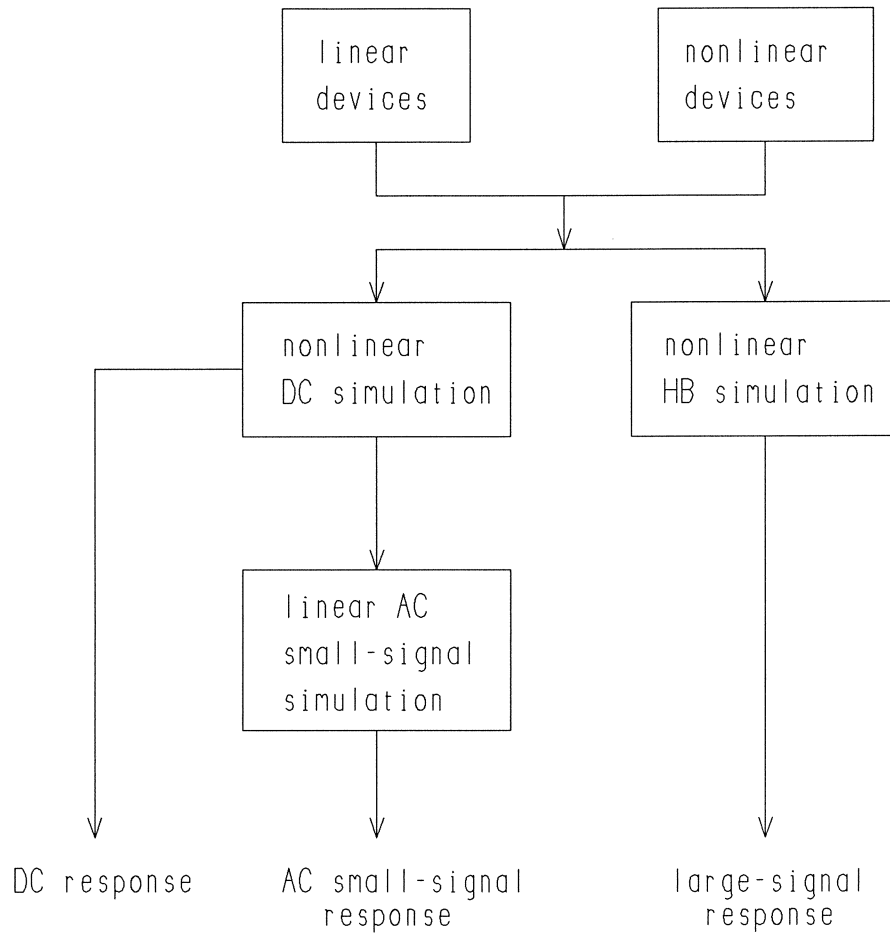 linear
devices
nonlinear
devices
nonlinear
DC simulation
nonlinear
HB simulation
linear AC
small-signal
simulation
DC response
AC small-signal
response
large-signal
response